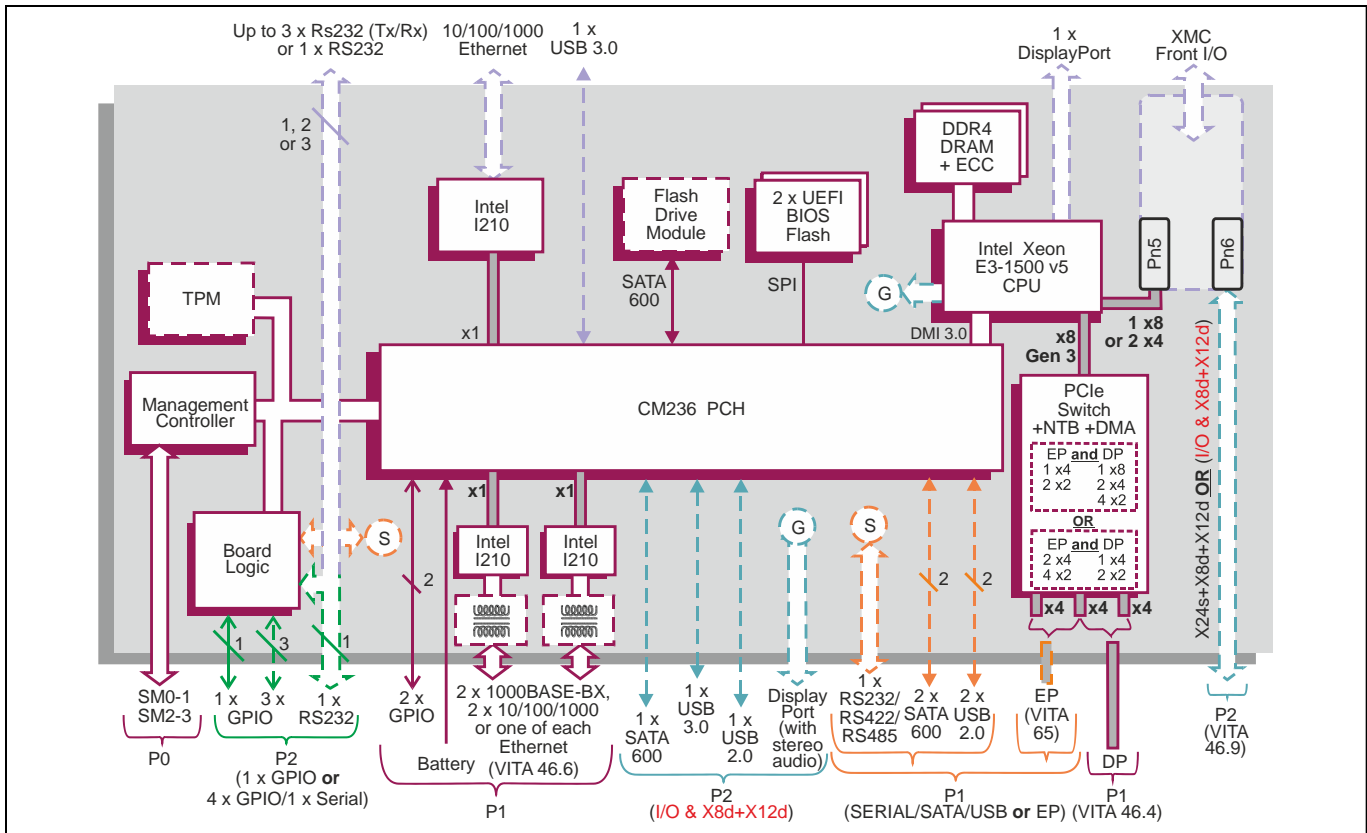 Up to 3 x Rs232 (Tx/Rx)
or 1 x RS232
10/100/1000
Ethernet
1 x
USB 3.0
1 x
DisplayPort
XMC
Front I/O
1, 2
or 3
DDR4
DRAM
+ ECC
Intel
I210
Flash
Drive
Module
2 x UEFI
BIOS
Flash
Intel Xeon
E3-1500 v5
CPU
Pn5
Pn6
TPM
SATA
600
SPI
G
x1
DMI 3.0
x8
Gen 3
1 x8
or 2 x4
Management
Controller
CM236 PCH
PCIe
Switch
+NTB +DMA
EP and DP
1 x4 1 x8
2 x2 2 x4
4 x2
OR
EP and DP
2 x4 1 x4
4 x2 2 x2
X24s+X8d+X12d OR (I/O & X8d+X12d)
x1
x1
Board
Logic
S
Intel
I210
Intel
I210
G
S
2
2
2
x4
x4
x4
1
3
1
SM0-1
SM2-3
P0
1 x
GPIO
3 x
1 x
RS232
P2
(1 x GPIO or
4 x GPIO/1 x Serial)
2 x
GPIO
Battery
2 x 1000BASE-BX,
2 x 10/100/1000
or one of each
Ethernet
(VITA 46.6)
P1
1 x
SATA
600
1 x
USB
3.0
1 x
USB
2.0
Display
Port
(with
stereo
audio)
P2
(I/O & X8d+X12d)
1 x
RS232/
RS422/
RS485
2 x
SATA
600
2 x
USB
2.0
EP
(VITA
65)
P1
(SERIAL/SATA/USB or EP)
DP
P1
(VITA 46.4)
P2
(VITA
46.9)